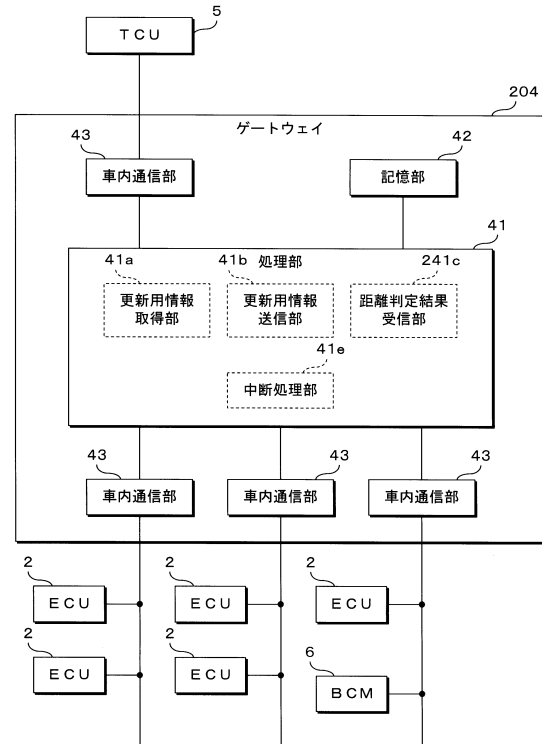 5
ＴＣＵ
204
ゲートウェイ
43
42
車内通信部
記憶部
41
処理部
41a
41b
241c
更新用情報
取得部
更新用情報
送信部
距離判定結果
受信部
41e
中断処理部
43
43
43
車内通信部
車内通信部
車内通信部
2
2
2
ＥＣＵ
ＥＣＵ
ＥＣＵ
2
2
6
ＥＣＵ
ＥＣＵ
ＢＣＭ